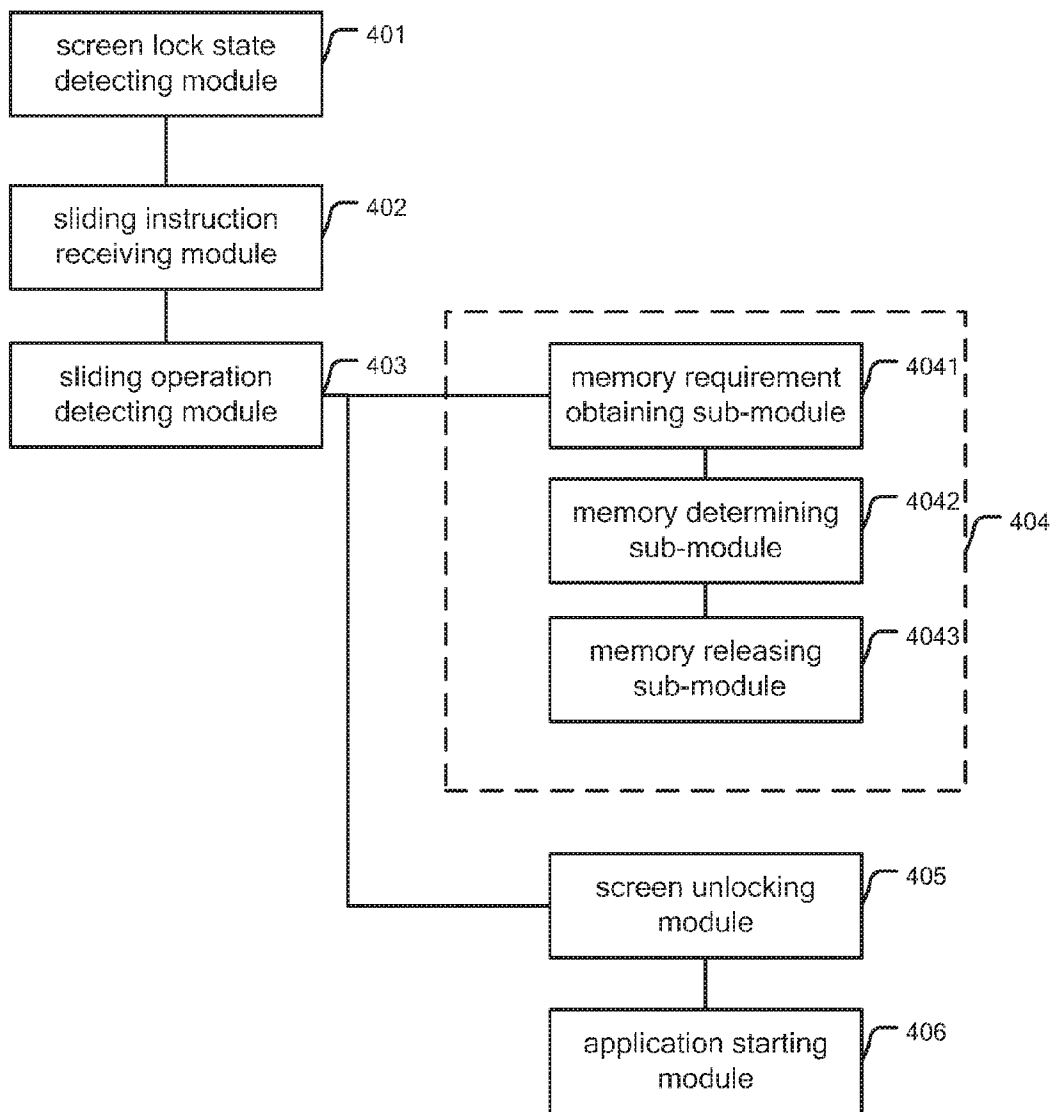 screen lock state
detecting module
401
sliding instruction
receiving module
402
sliding operation
detecting module
403
memory requirement
obtaining sub-module
4041
memory determining
sub-module
4042
404
memory releasing
sub-module
4043
screen unlocking
module
405
application starting
module
406